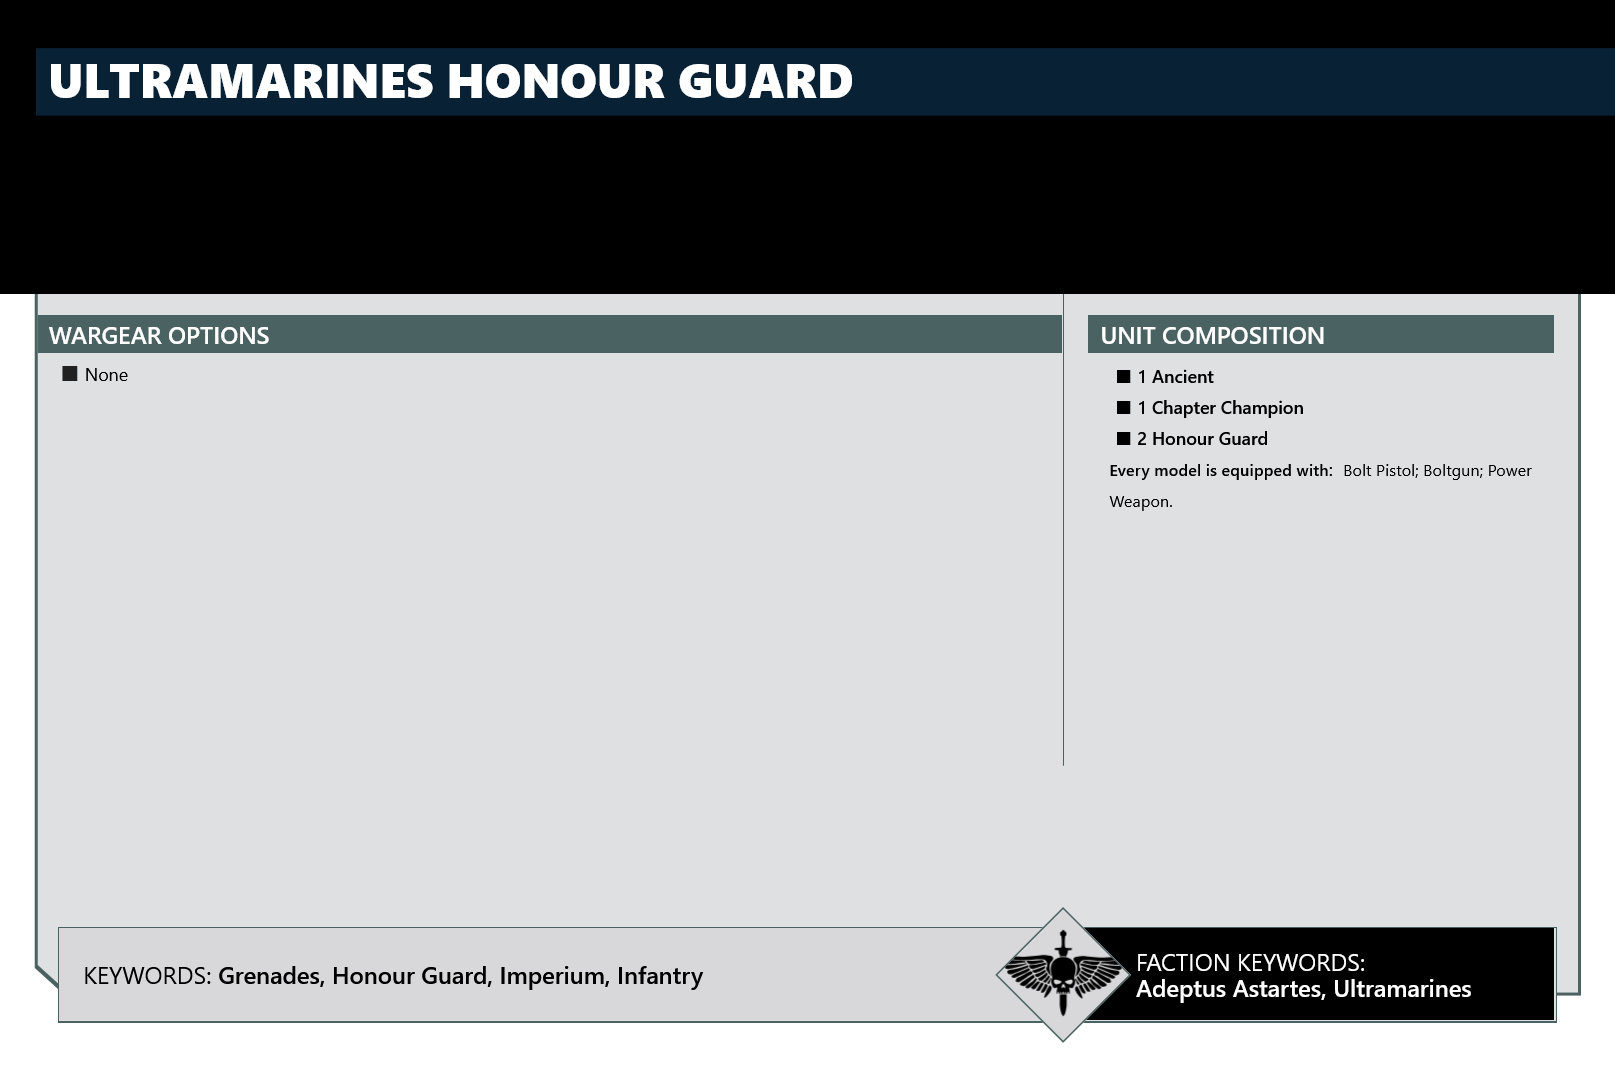 ULTRAMARINES HONOUR GUARD
WARGEAR OPTIONS
None
UNIT COMPOSITION
1 Ancient
1 Chapter Champion
2 Honour Guard
Every model is equipped with: Bolt Pistol; Boltgun; Power
Weapon.
KEYWORDS: Grenades, Honour Guard, Imperium, Infantry
FACTION KEYWORDS:
Adeptus Astartes, Ultramarines